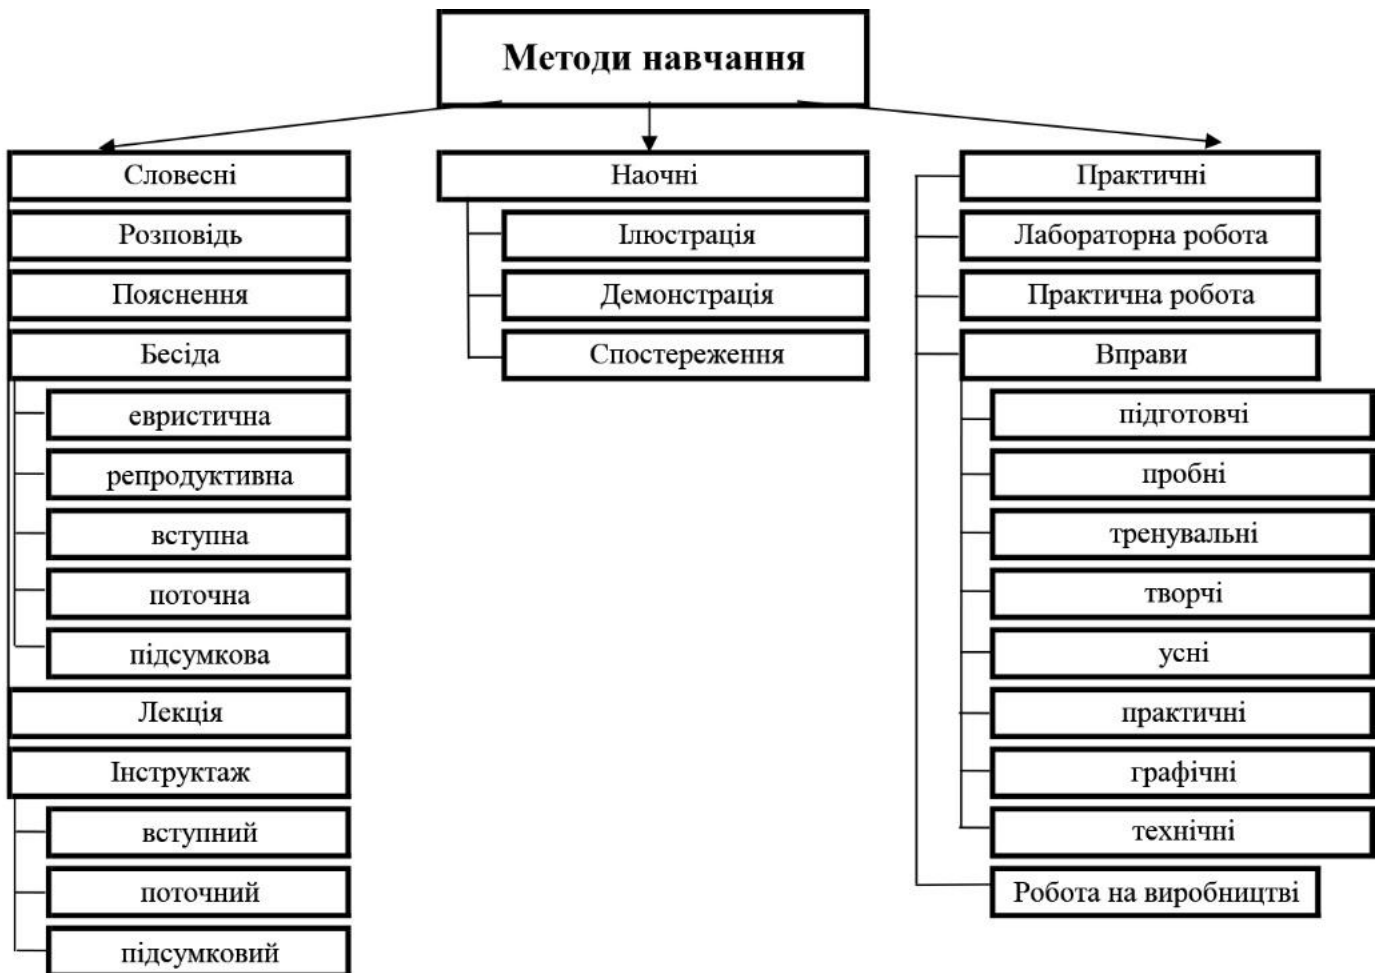 Методи навчання
Словесні
Розповідь
Пояснення
Бесіда
евристична
репродуктивна
вступна
поточна
підсумкова
Лекція
Інструктаж
вступний
поточний
підсумковий
Наочні
Ілюстрація
Демонстрація
Спостереження
Практичні
Лабораторна робота
Практична робота
Вправи
підготовчі
пробні
тренувальні
творчі
усні
практичні
графічні
технічні
Робота на виробництві